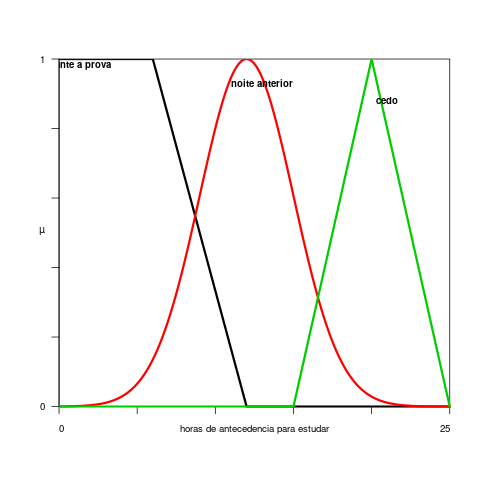 1
nte a prova
noite anterior
cedo
µ
0
0
horas de antecedencia para estudar
25